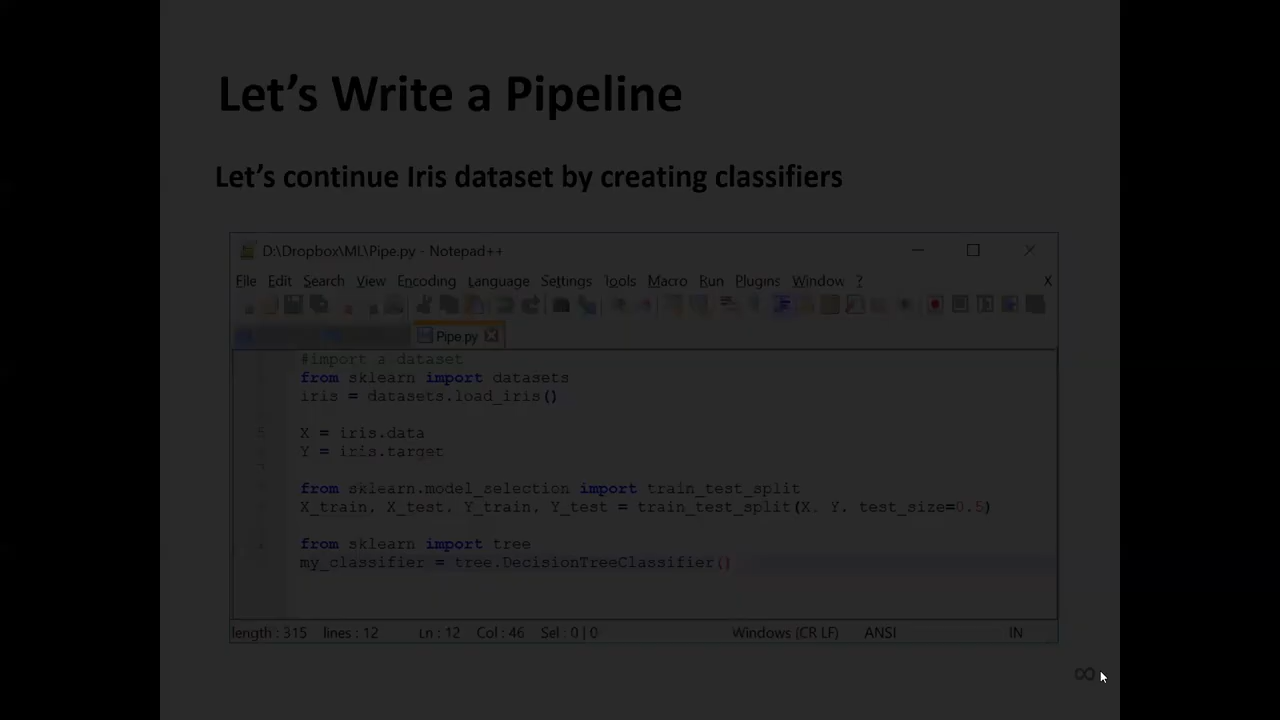 Let's Write a Pipeline
Let's continue Iris dataset by creating classifiers
D:\Dropbox\ML\Pipe.py - Notepad++
File Edit Search View Encoding Language Settings Tools Macro Run Plugins Window ? X
Pipe.py
#import a dataset
from sklearn import datasets
iris = datasets.load_iris()
5 X = iris.data
Y = iris.target
from sklearn.model_selection import train_test_split
X_train, X_test, Y_train, Y_test = train_test_split(X, Y, test_size=0.5)
from sklearn import tree
my_classifier = tree.DecisionTreeClassifier()
length : 315 lines : 12 Ln : 12 Col : 46 Sel : 0 | 0 Windows (CR LF) ANSI IN
∞